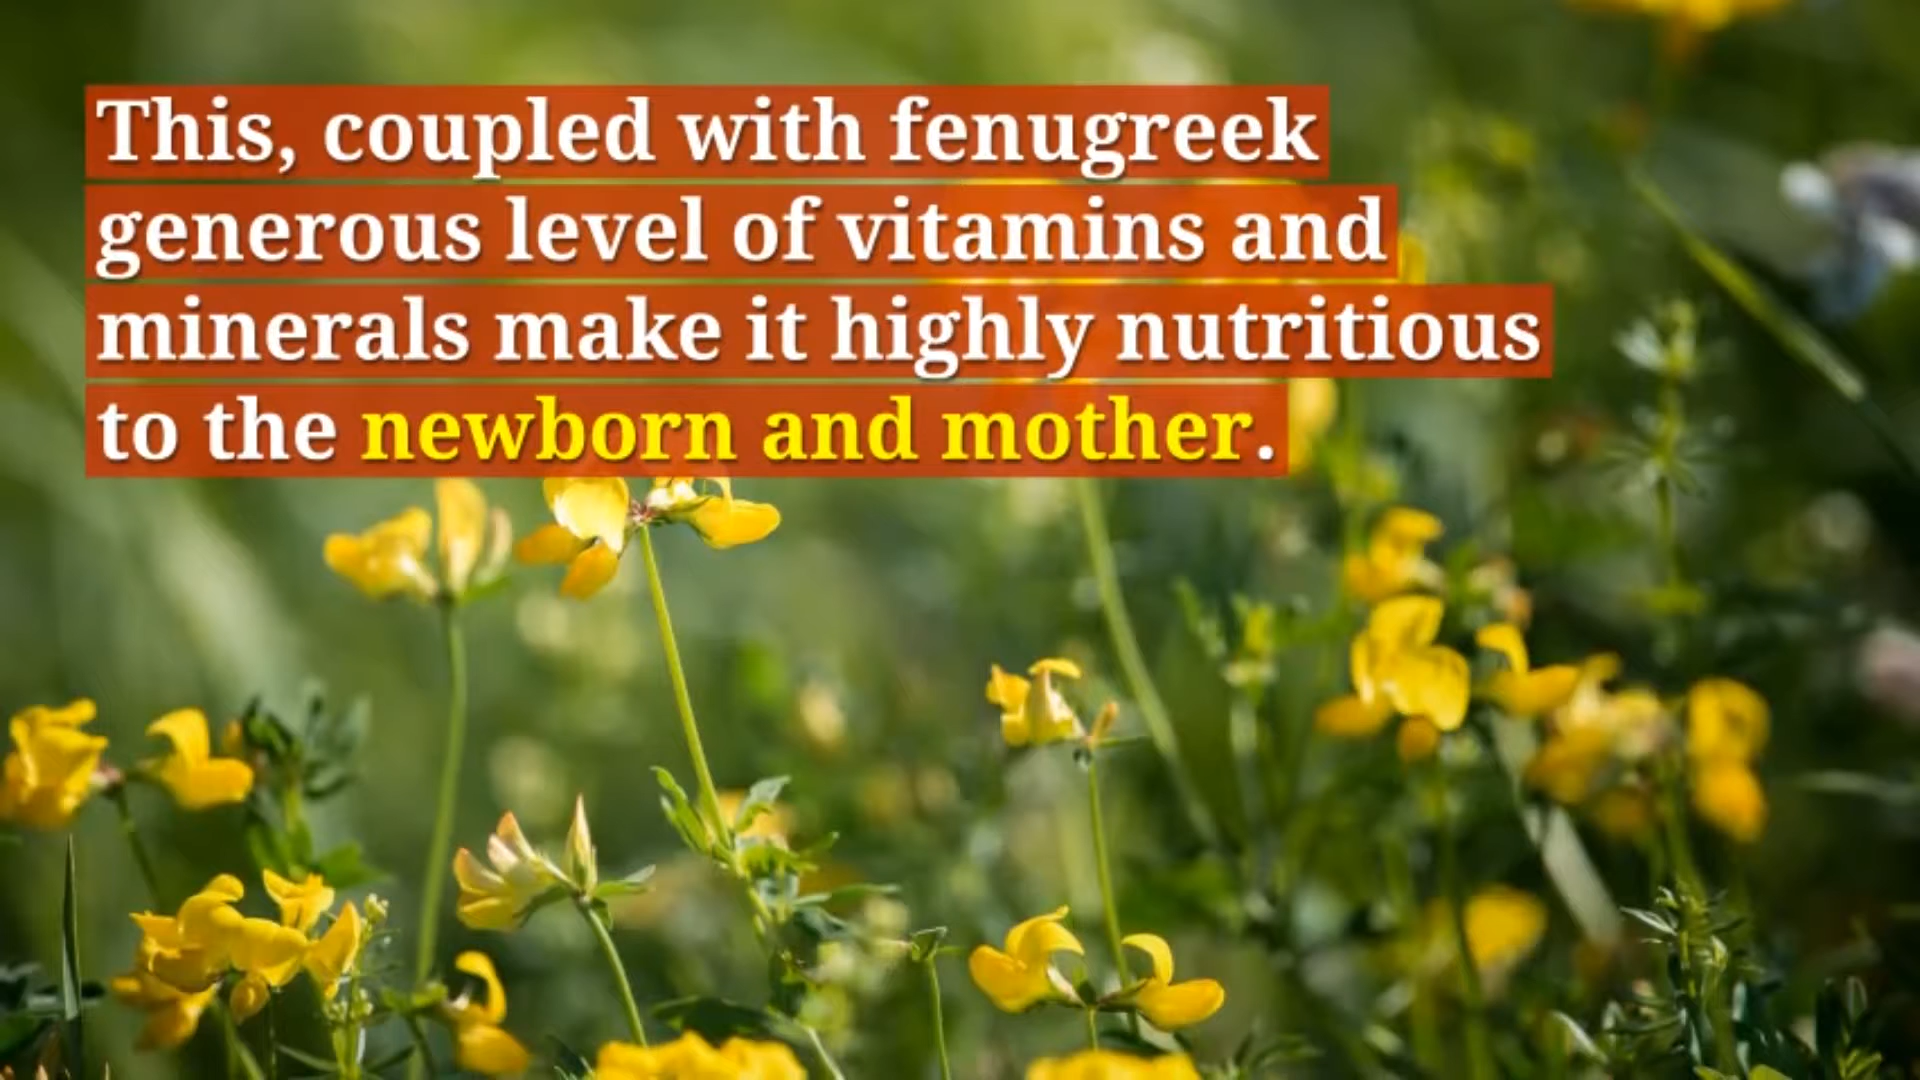 This, coupled with fenugreek
generous level of vitamins and
minerals make it highly nutritious
to the newborn and mother.